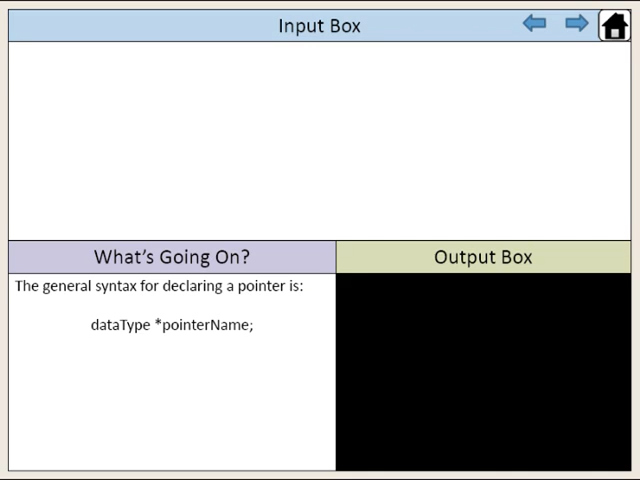 Input Box
What's Going On?
Output Box
The general syntax for declaring a pointer is:
dataType *pointerName;